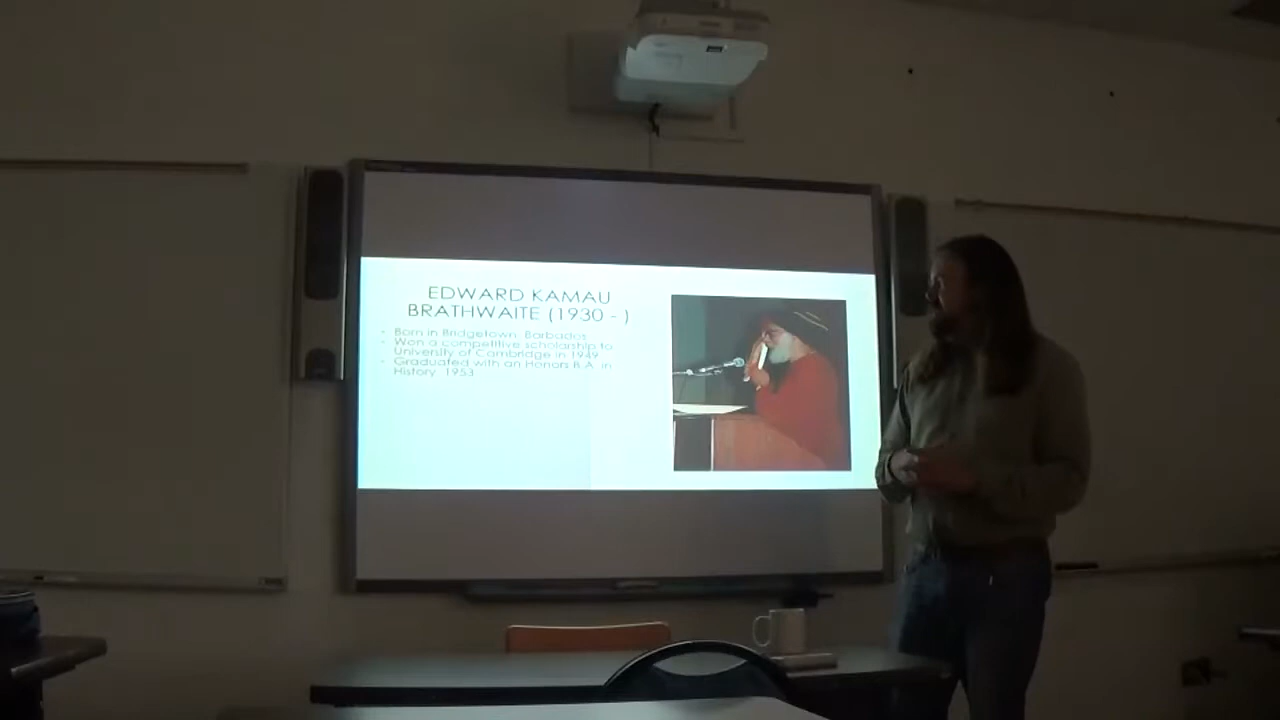 EDWARD KAMAU
BRATHWAITE (1930 - )
• Born in Bridgetown, Barbados
• Won a competitive scholarship to
University of Cambridge in 1949
• Graduated with an Honors B.A. in
History, 1953